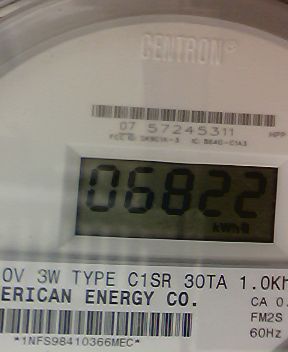 CENTRON®
07 57245311
06822
kWh
0V 3W TYPE C1SR 30TA 1.0Kh
ERICAN ENERGY CO.
CA 0.
FM2S
60Hz
*1NFS98410366MEC*